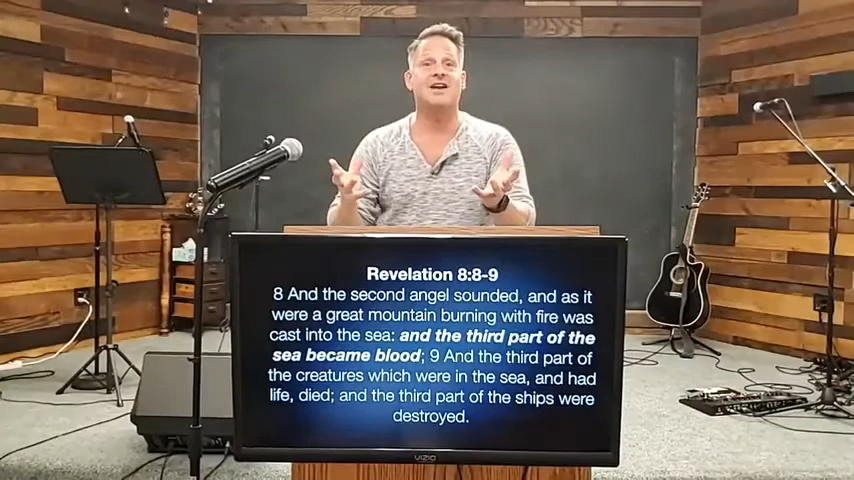 Revelation 8:8-9
8 And the second angel sounded, and as it
were a great mountain burning with fire was
cast into the sea: and the third part of the
sea became blood; 9 And the third part of
the creatures which were in the sea, and had
life, died; and the third part of the ships were
destroyed.
VIZIO